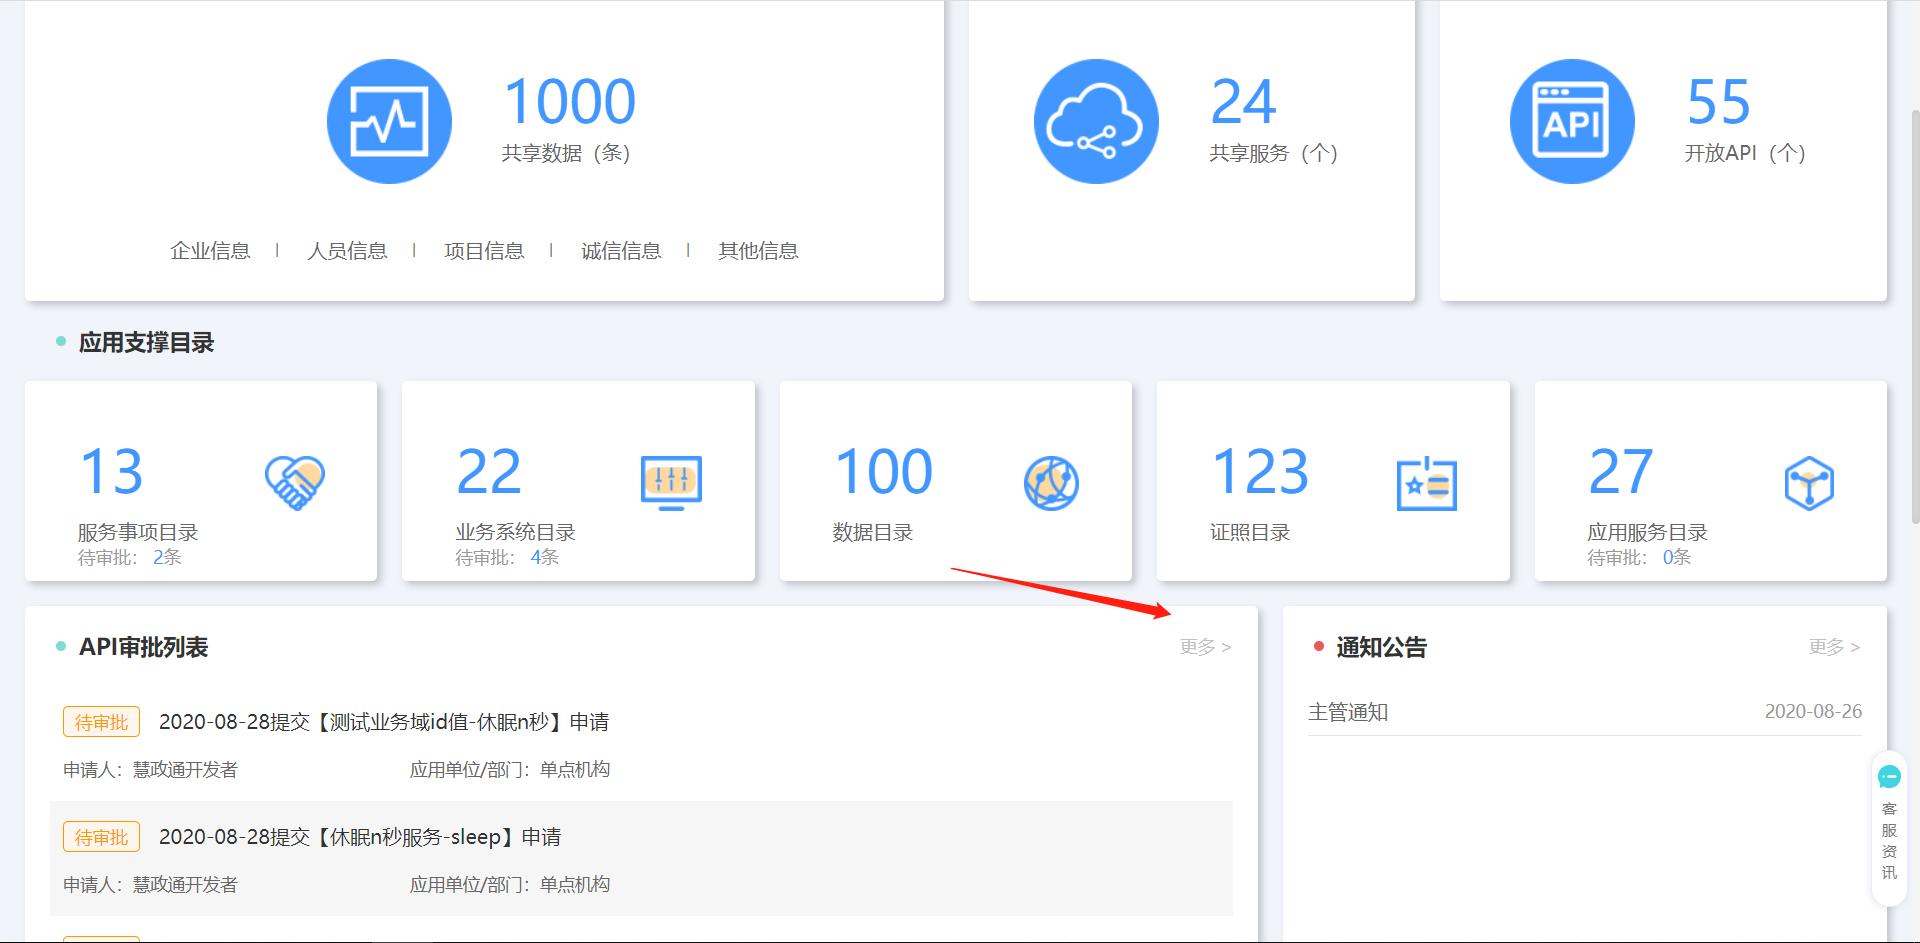 1000
共享数据（条）
企业信息 | 人员信息 | 项目信息 | 诚信信息 | 其他信息
24
共享服务（个）
API
55
开放API（个）
应用支撑目录
13
服务事项目录
待审批： 2条
22
业务系统目录
待审批： 4条
100
数据目录
123
证照目录
27
应用服务目录
待审批： 0条
API审批列表
更多 >
待审批 2020-08-28提交【测试业务域id值-休眠n秒】申请
申请人：慧政通开发者 应用单位/部门：单点机构
待审批 2020-08-28提交【休眠n秒服务-sleep】申请
申请人：慧政通开发者 应用单位/部门：单点机构
通知公告
更多 >
主管通知 2020-08-26
客服资讯